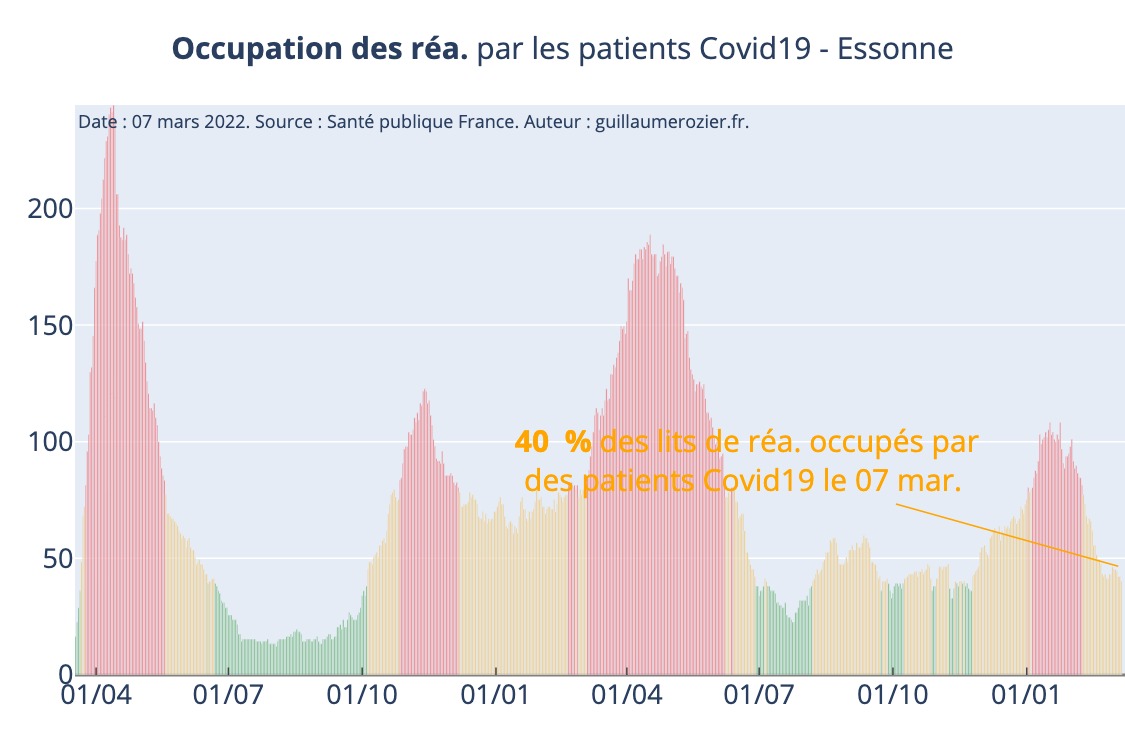 Occupation des réa. par les patients Covid19 - Essonne
Date : 07 mars 2022. Source : Santé publique France. Auteur : guillaumerozier.fr.
200
150
100
50
0
40 % des lits de réa. occupés par
des patients Covid19 le 07 mar.
01/04 01/07 01/10 01/01 01/04 01/07 01/10 01/01